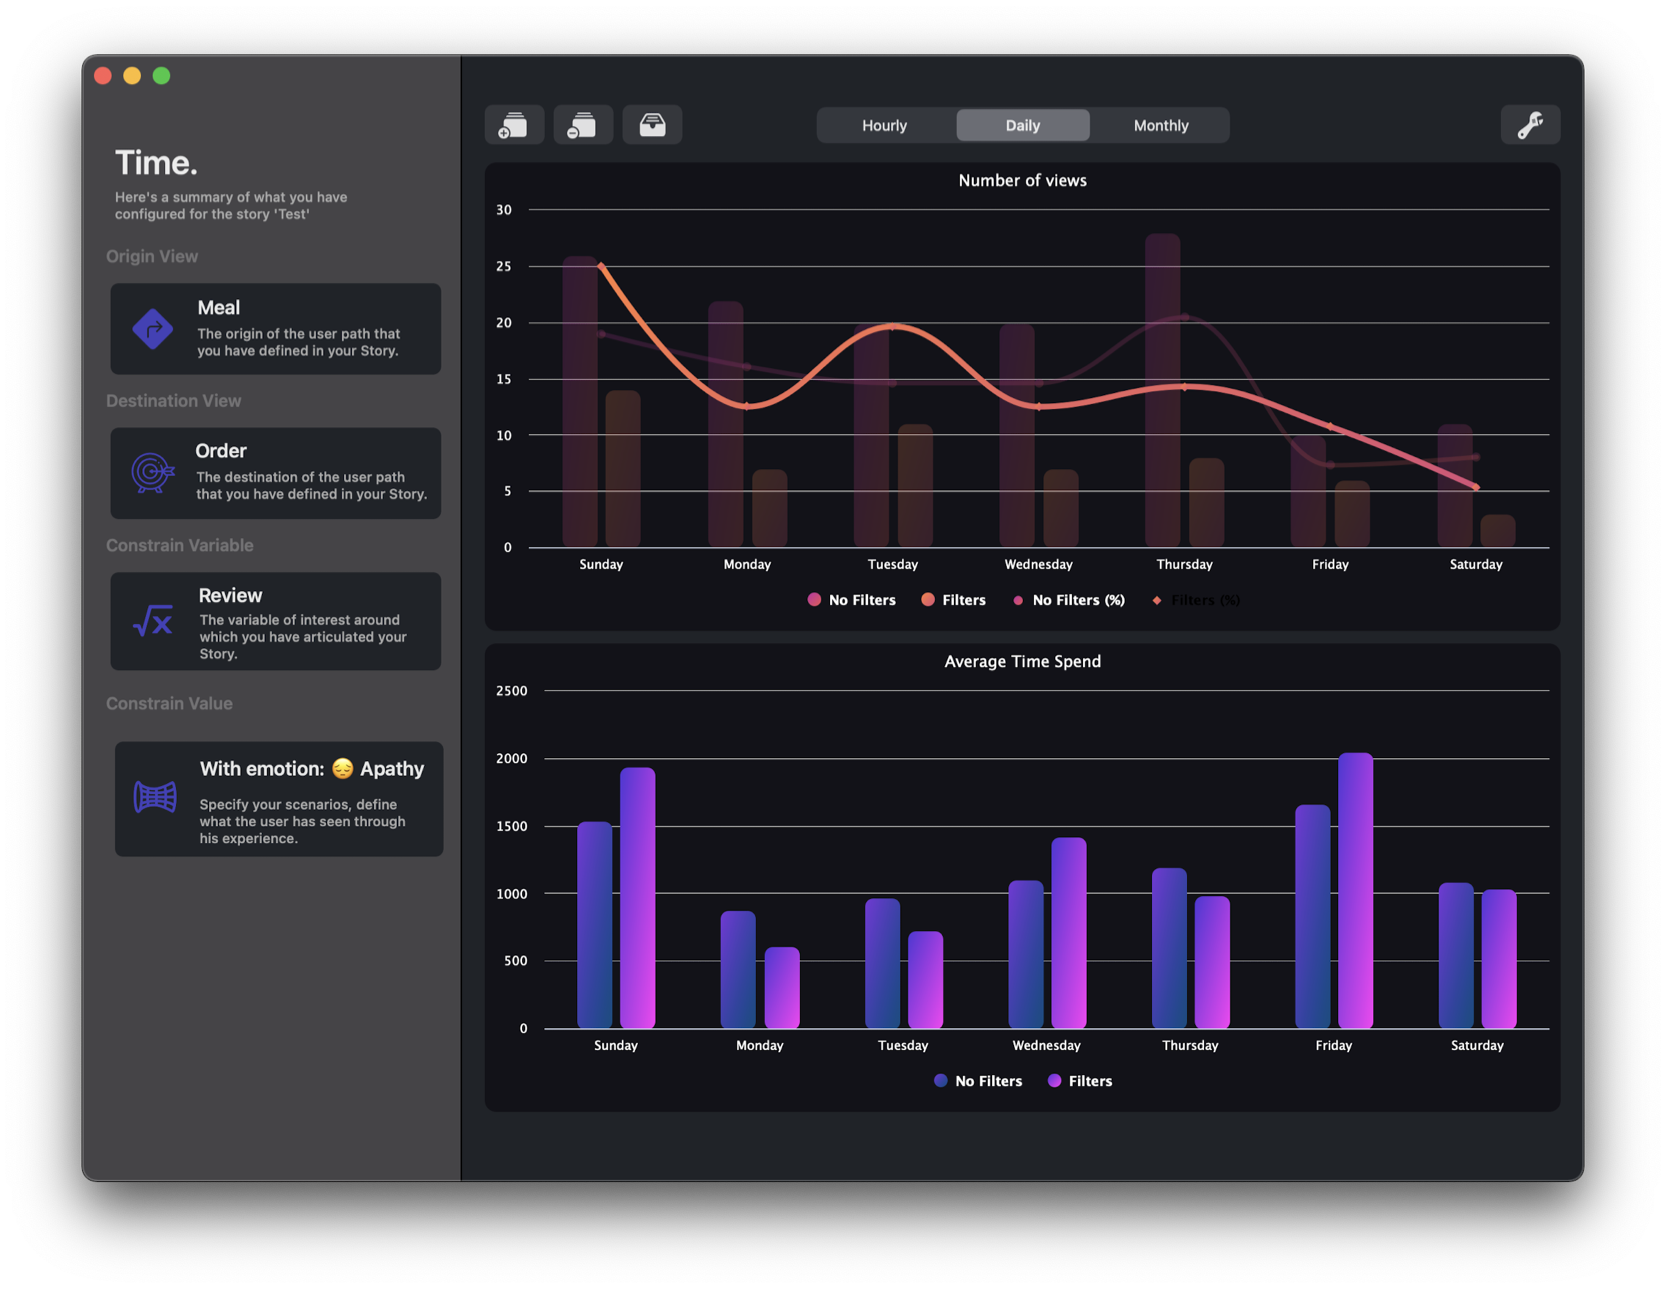 Time.
Here's a summary of what you have
configured for the story 'Test'
Origin View
Meal
The origin of the user path that
you have defined in your Story.
Destination View
Order
The destination of the user path
that you have defined in your Story.
Constrain Variable
Review
The variable of interest around
which you have articulated your
Story.
Constrain Value
With emotion: 😔 Apathy
Specify your scenarios, define
what the user has seen through
his experience.
Hourly Daily Monthly
Number of views
30
25
20
15
10
5
0
Sunday Monday Tuesday Wednesday Thursday Friday Saturday
No Filters Filters No Filters (%) Filters (%)
Average Time Spend
2500
2000
1500
1000
500
0
Sunday Monday Tuesday Wednesday Thursday Friday Saturday
No Filters Filters